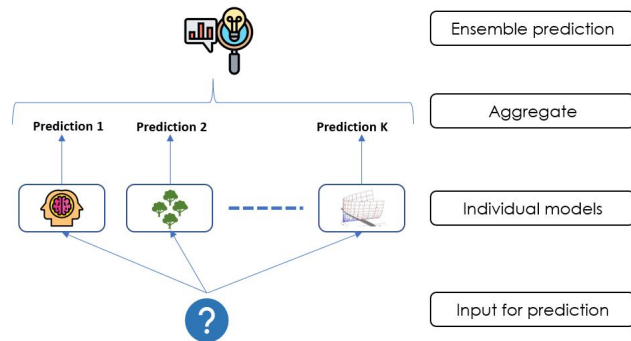 Ensemble prediction
Aggregate
Prediction 1
Prediction 2
Prediction K
Individual models
?
Input for prediction